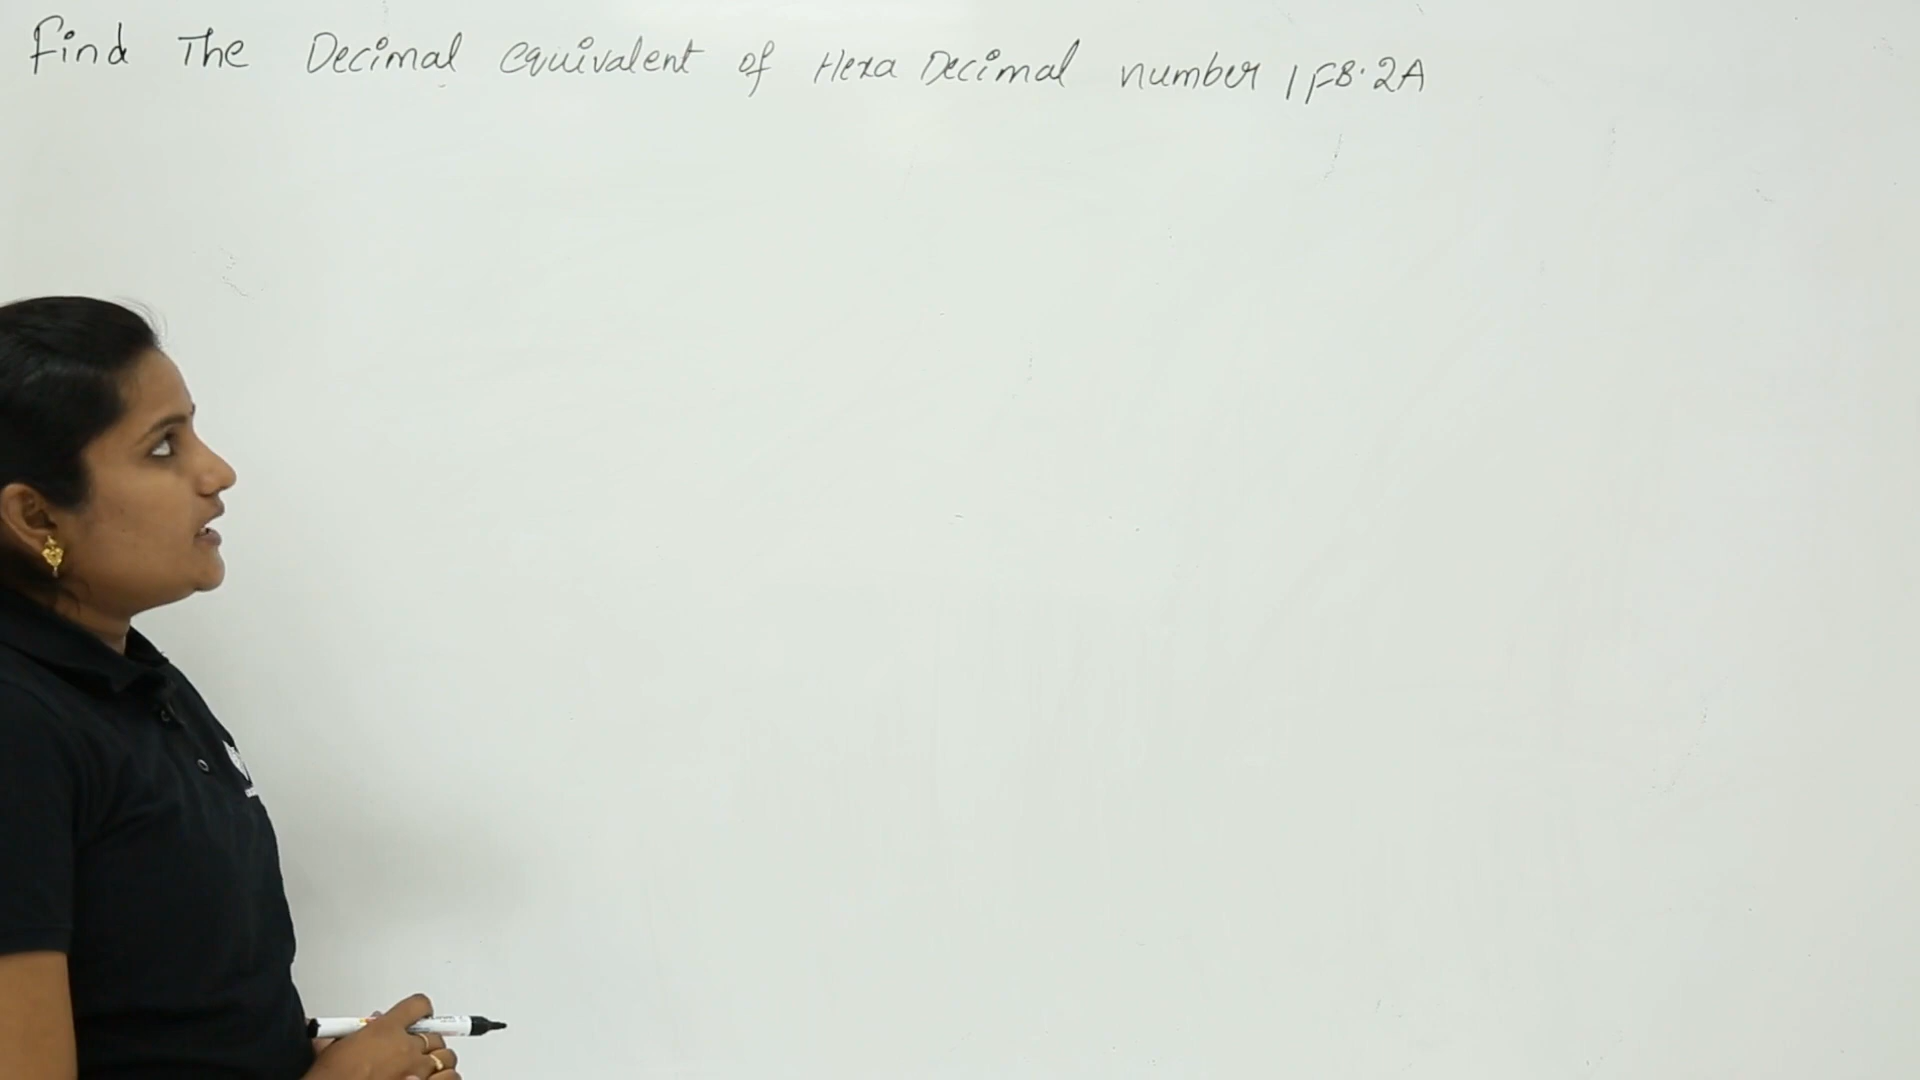 Find The Decimal equivalent of Hexa Decimal number 1F8.2A